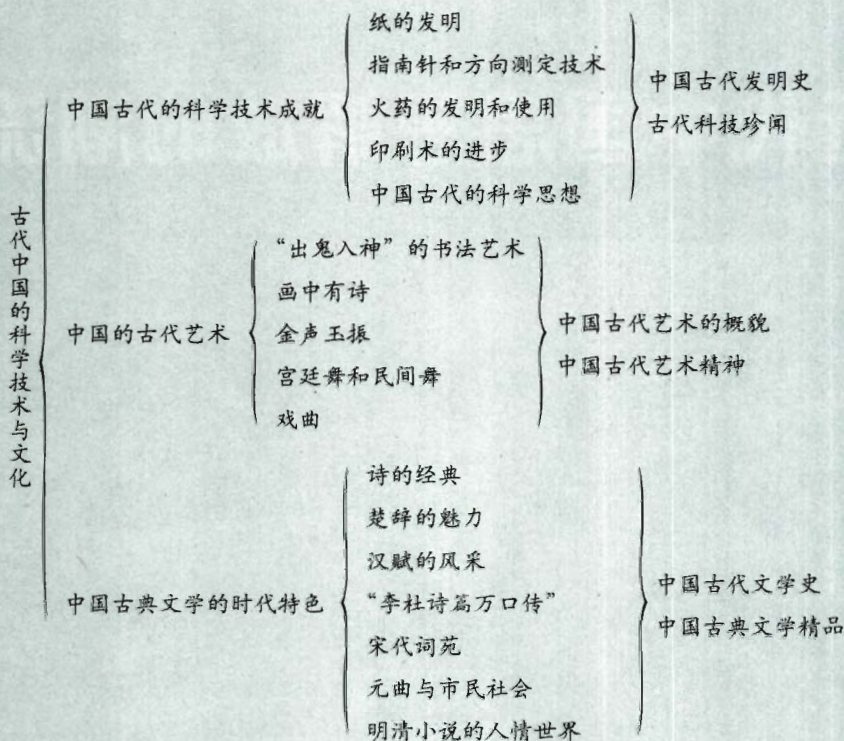 古代中国的科学技术与文化
中国古代的科学技术成就
纸的发明
指南针和方向测定技术
火药的发明和使用
印刷术的进步
中国古代的科学思想
中国古代发明史
古代科技珍闻
中国的古代艺术
“出鬼入神”的书法艺术
画中有诗
金声玉振
宫廷舞和民间舞
戏曲
中国古代艺术的概貌
中国古代艺术精神
中国古典文学的时代特色
诗的经典
楚辞的魅力
汉赋的风采
“李杜诗篇万口传”
宋代词苑
元曲与市民社会
明清小说的人情世界
中国古代文学史
中国古典文学精品